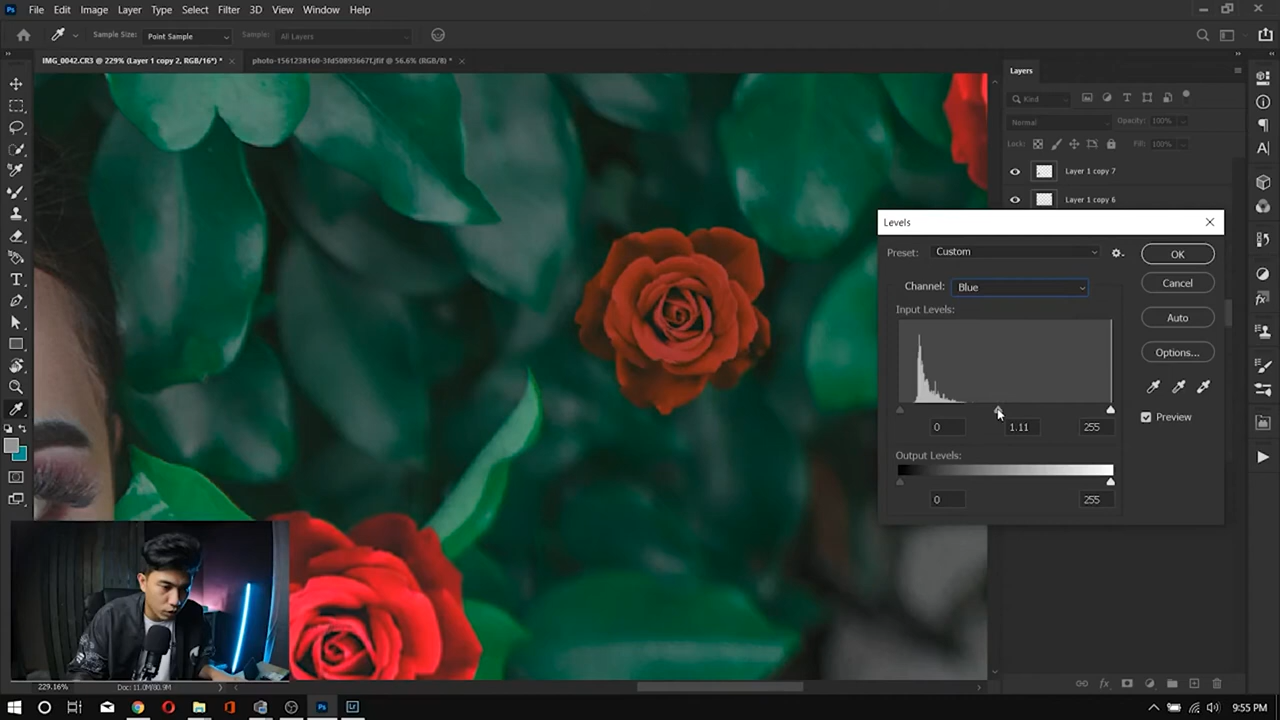 Ps File Edit Image Layer Type Select Filter 3D View Window Help
Sample Size: Point Sample Sample: All Layers
IMG_0042.CR3 @ 229% (Layer 1 copy 2, RGB/16*) * × photo-1561238160-3fd50893667f.jfif @ 56.6% (RGB/8) * ×
Layers
Kind
Normal Opacity: 100%
Lock: Fill: 100%
Layer 1 copy 7
Layer 1 copy 6
Levels
Preset: Custom
OK
Channel: Blue
Cancel
Input Levels:
Auto
Options...
Preview
0 1.11 255
Output Levels:
0 255
229.16% Doc: 11.0M/80.9M
9:55 PM